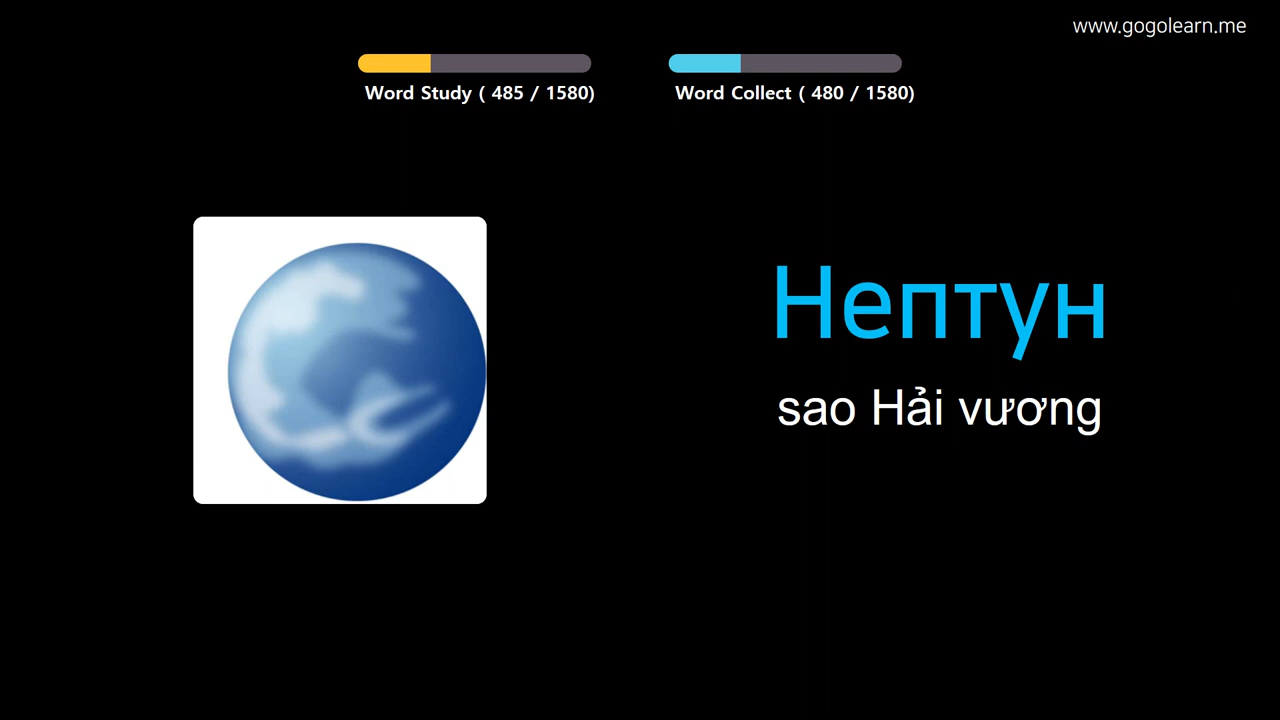 www.gogolearn.me
Word Study ( 485 / 1580)
Word Collect ( 480 / 1580)
Нептун
sao Hải vương